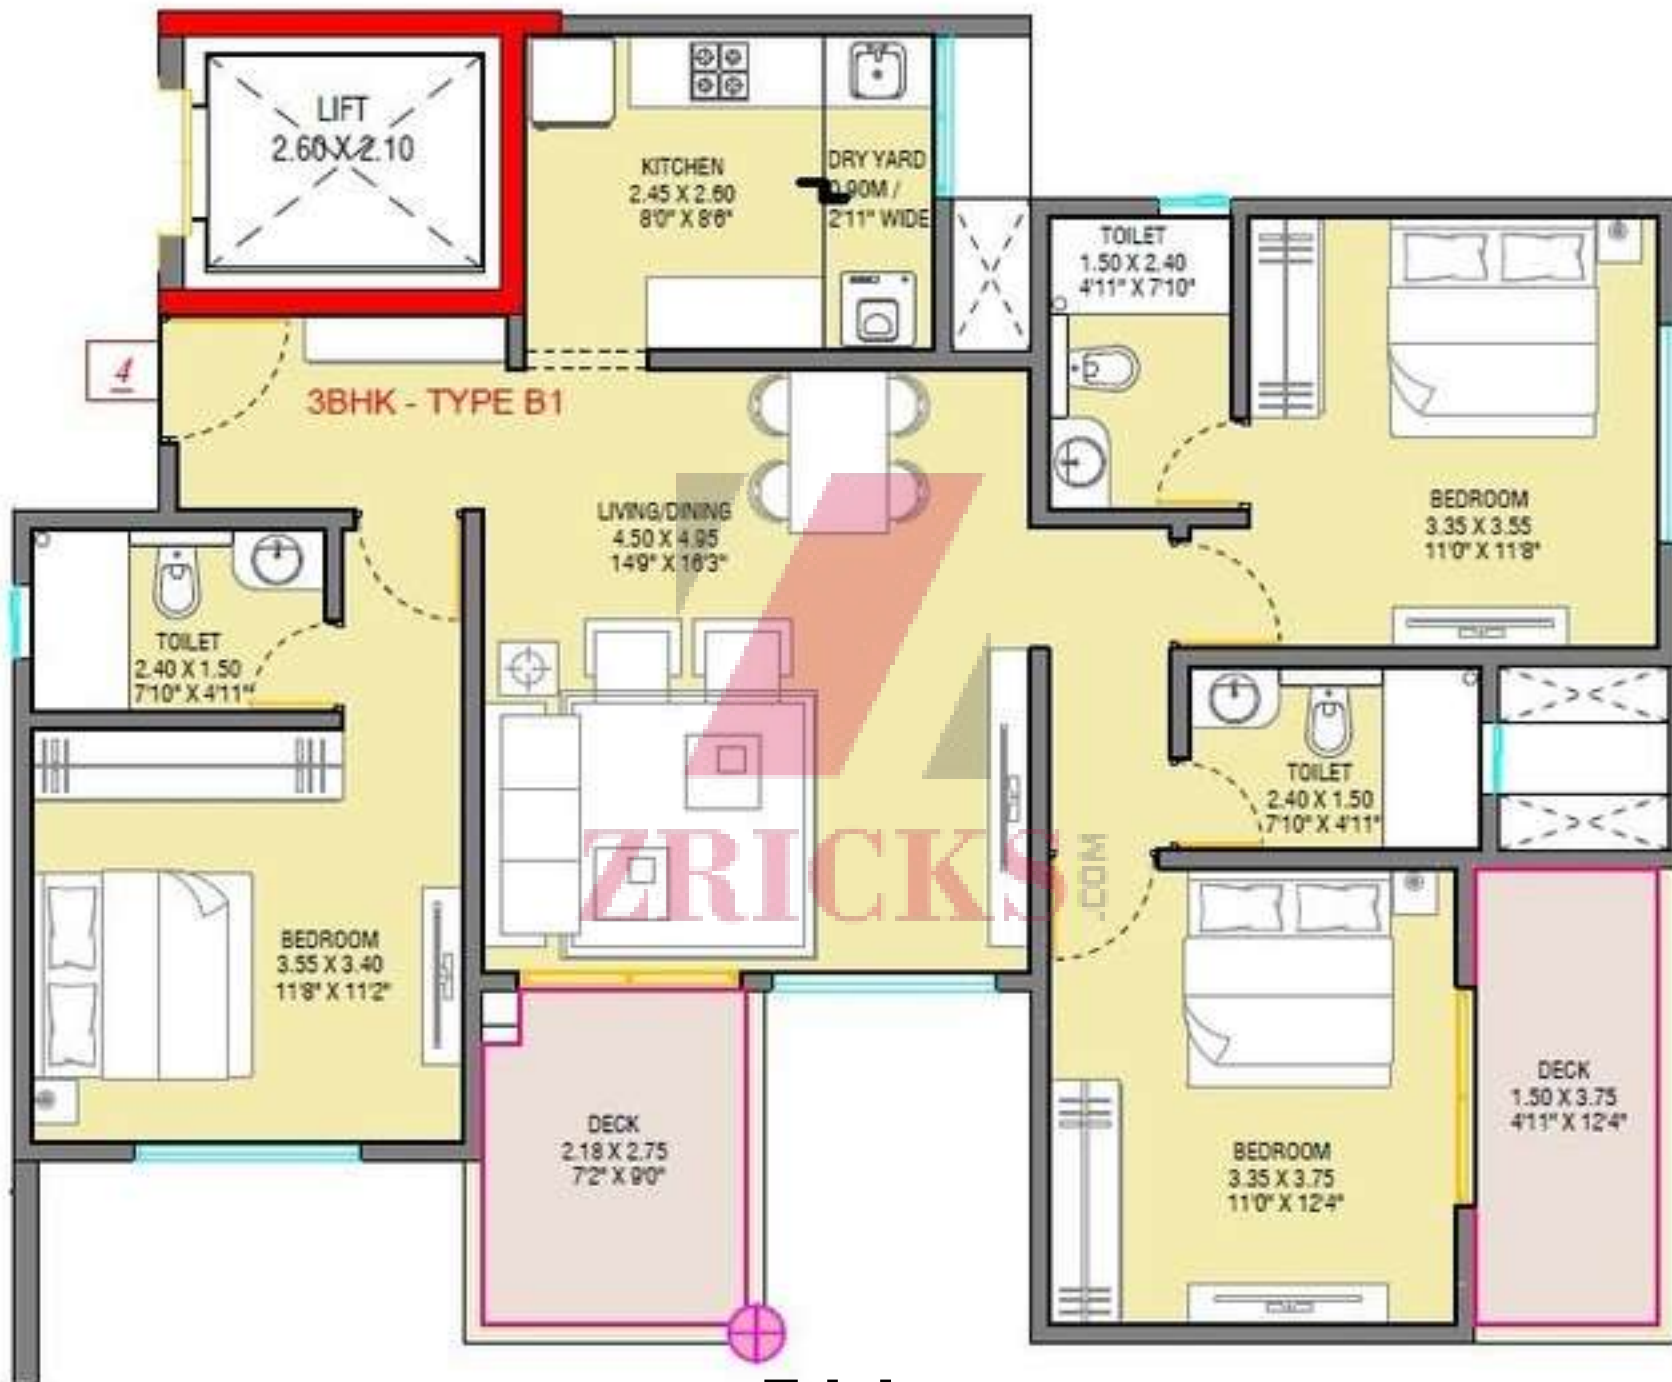 LIFT
2.60 X 2.10
KITCHEN
2.45 X 2.60
8'0" X 8'6"
DRY YARD
0.90M /
2'11" WIDE
TOILET
1.50 X 2.40
4'11" X 7'10"
4
3BHK - TYPE B1
LIVING/DINING
4.50 X 4.95
14'9" X 16'3"
BEDROOM
3.35 X 3.55
11'0" X 11'8"
TOILET
2.40 X 1.50
7'10" X 4'11"
TOILET
2.40 X 1.50
7'10" X 4'11"
ZRICKS
.COM
BEDROOM
3.55 X 3.40
11'8" X 11'2"
DECK
2.18 X 2.75
7'2" X 9'0"
BEDROOM
3.35 X 3.75
11'0" X 12'4"
DECK
1.50 X 3.75
4'11" X 12'4"